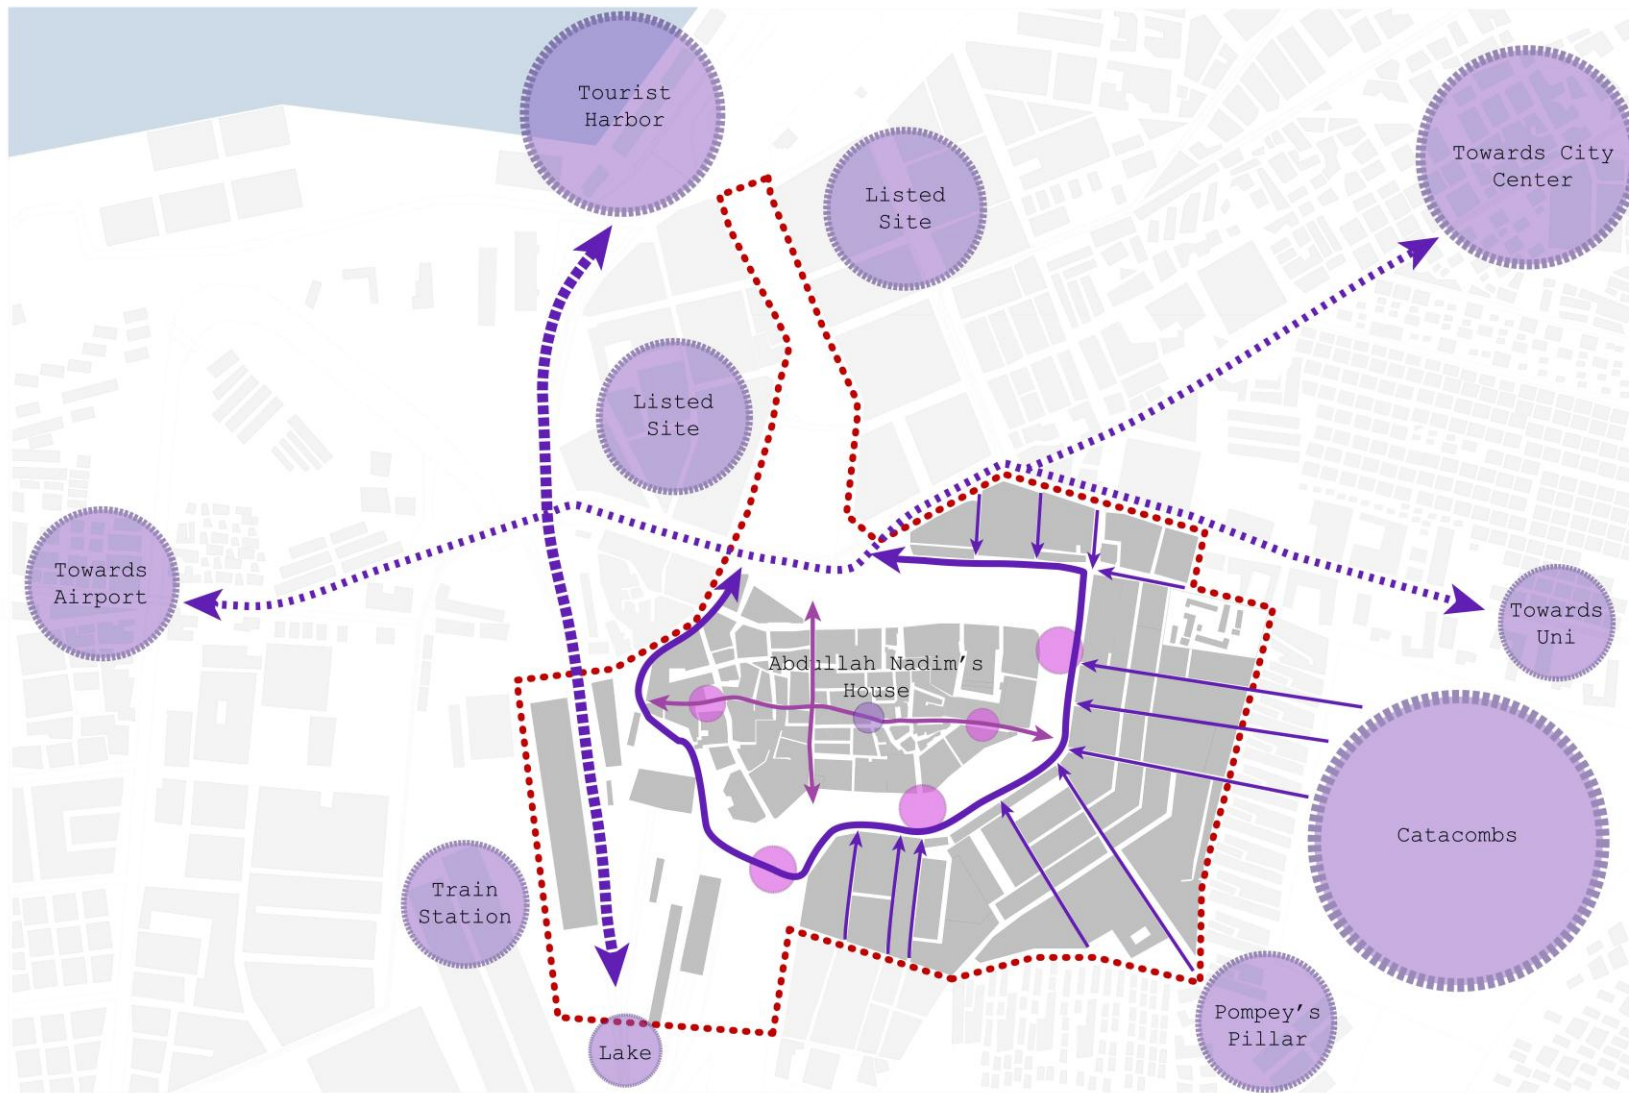 Tourist
Harbor
Towards City
Center
Listed
Site
Listed
Site
Towards
Airport
Towards
Uni
Abdullah Nadim's
House
Catacombs
Train
Station
Pompey's
Pillar
Lake